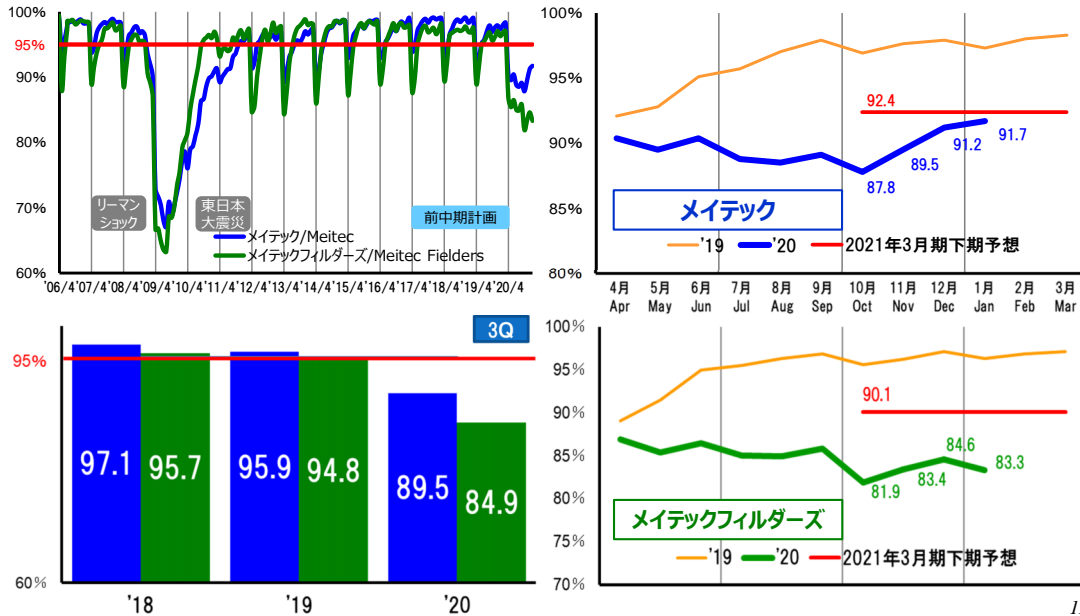 100%
95%
90%
80%
70%
60%
リーマン
ショック
東日本
大震災
前中期計画
メイテック/Meitec
メイテックフィルダーズ/Meitec Fielders
'06/4'07/4'08/4'09/4'10/4'11/4'12/4'13/4'14/4'15/4'16/4'17/4'18/4'19/4'20/4
100%
95%
90%
85%
80%
92.4
87.8
89.5
91.2
91.7
メイテック
'19 '20 2021年3月期下期予想
4月 5月 6月 7月 8月 9月 10月 11月 12月 1月 2月 3月
Apr May Jun Jul Aug Sep Oct Nov Dec Jan Feb Mar
3Q
95%
60%
97.1
95.7
95.9
94.8
89.5
84.9
'18 '19 '20
100%
95%
90%
85%
80%
75%
70%
90.1
81.9
83.4
84.6
83.3
メイテックフィルダーズ
'19 '20 2021年3月期下期予想